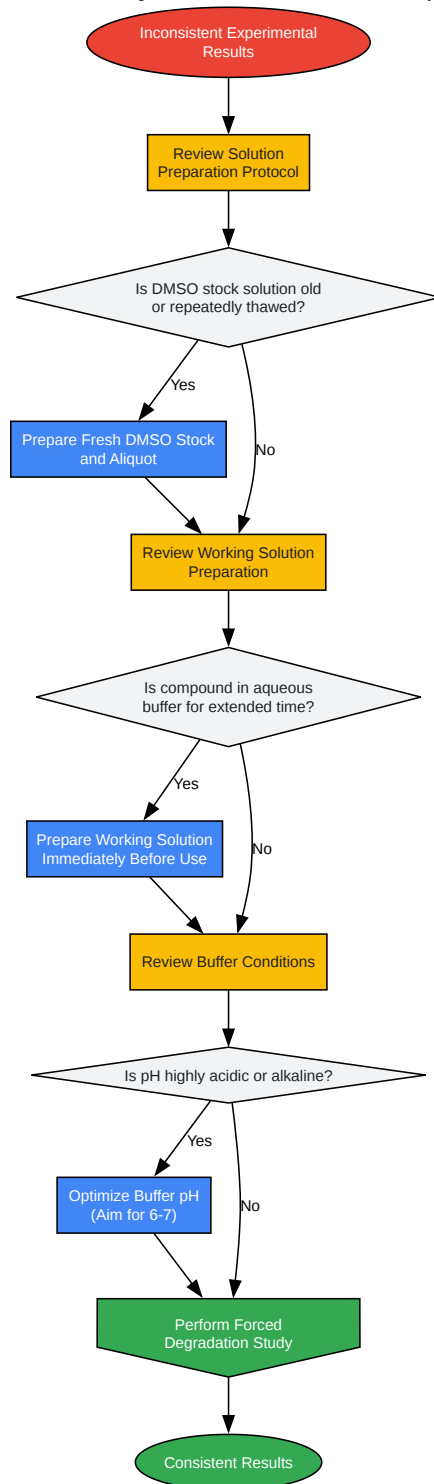 Inconsistent Experimental
Results
Review Solution
Preparation Protocol
Is DMSO stock solution old
or repeatedly thawed?
Yes
Prepare Fresh DMSO Stock
and Aliquot
No
Review Working Solution
Preparation
Is compound in aqueous
buffer for extended time?
Yes
Prepare Working Solution
Immediately Before Use
No
Review Buffer Conditions
Is pH highly acidic or alkaline?
Yes
Optimize Buffer pH
(Aim for 6-7)
No
Perform Forced
Degradation Study
Consistent Results